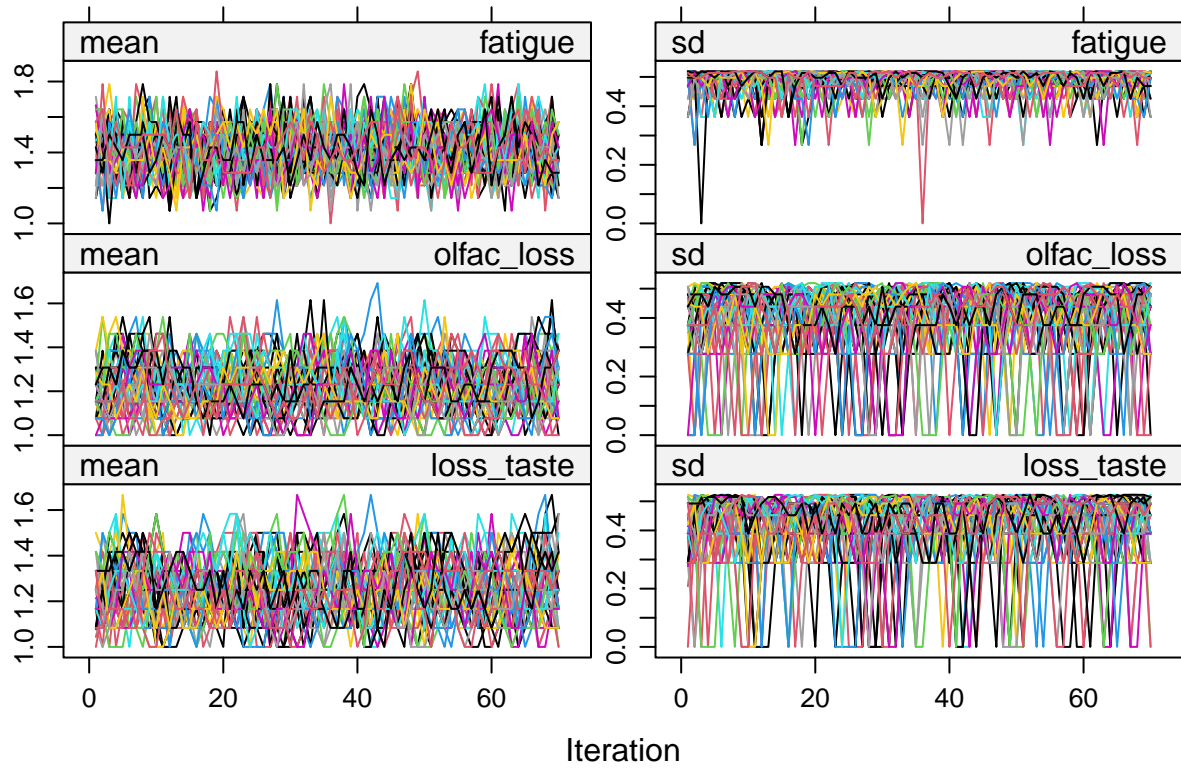 mean fatigue
1.0 1.4 1.8
sd fatigue
0.0 0.2 0.4
mean olfac_loss
1.0 1.2 1.4 1.6
sd olfac_loss
0.0 0.2 0.4
mean loss_taste
1.0 1.2 1.4 1.6
sd loss_taste
0.0 0.2 0.4
0 20 40 60
0 20 40 60
Iteration